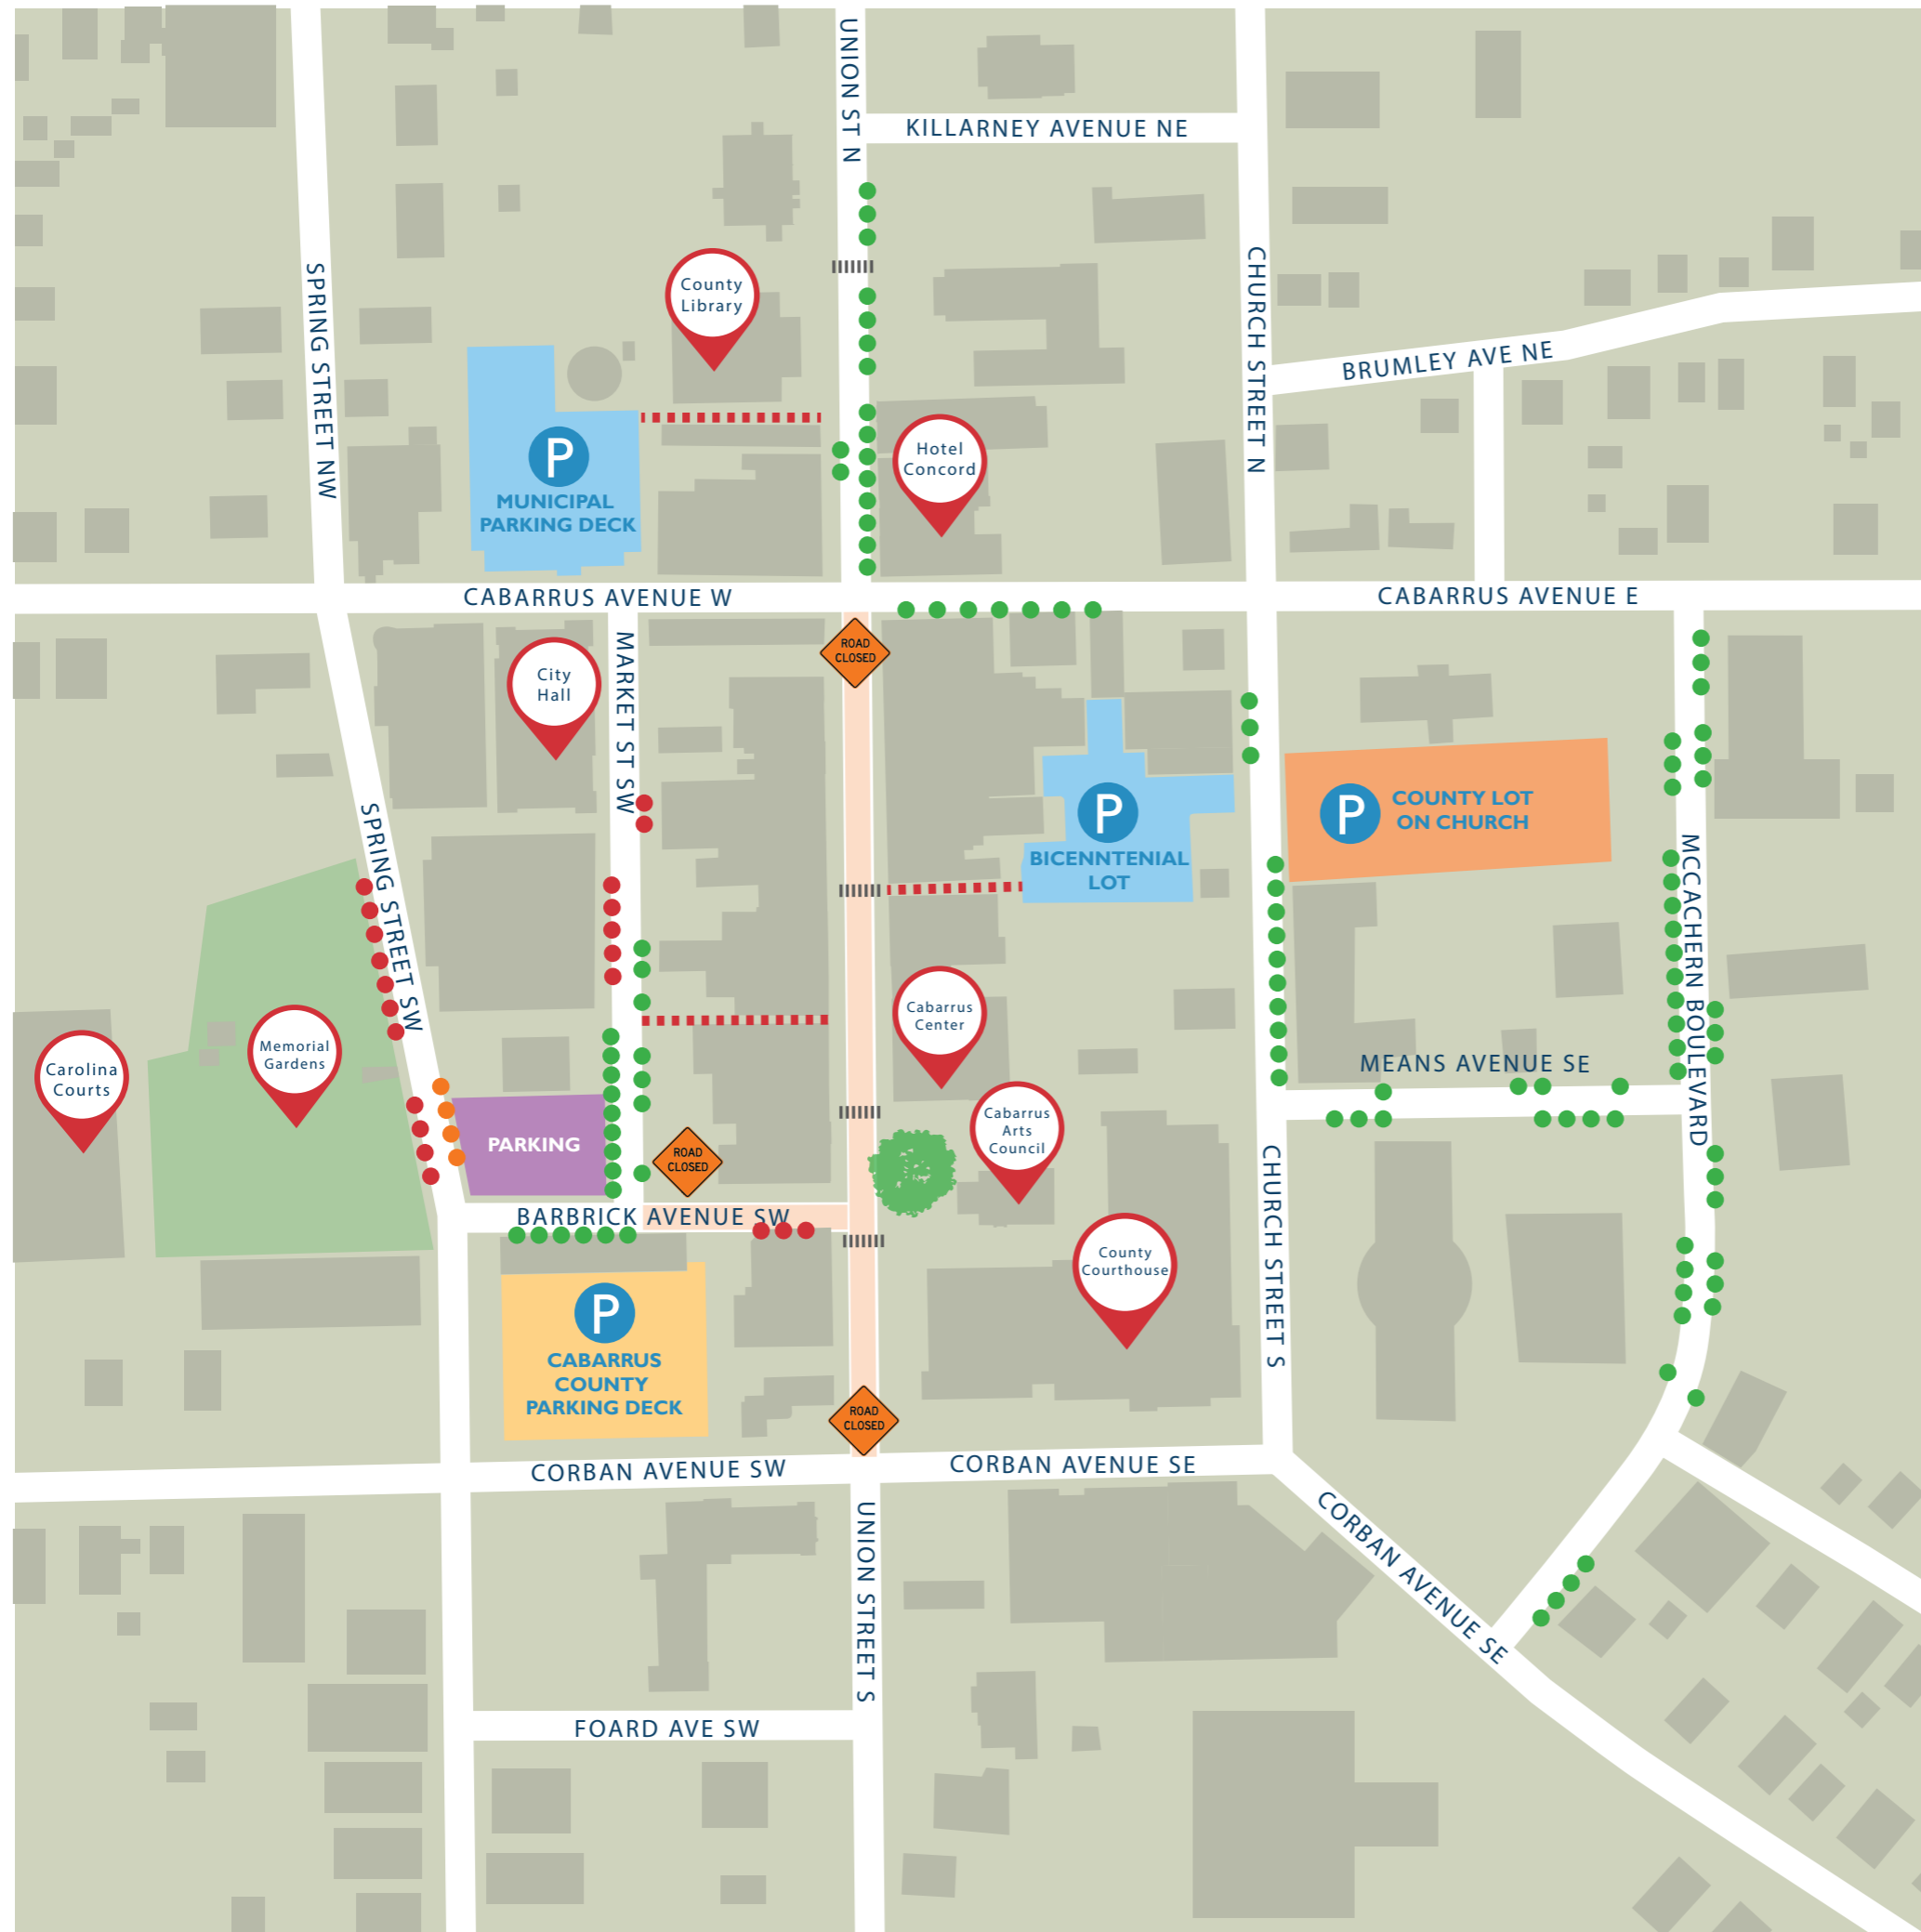 UNION ST N
KILLARNEY AVENUE NE
SPRING STREET NW
CHURCH STREET N
County
Library
BRUMLEY AVE NE
Hotel
Concord
P
MUNICIPAL
PARKING DECK
CABARRUS AVENUE W
CABARRUS AVENUE E
ROAD
CLOSED
City
Hall
MARKET ST SW
P
BICENNTENIAL
LOT
P
COUNTY LOT
ON CHURCH
SPRING STREET SW
MCCACHERN BOULEVARD
Carolina
Courts
Memorial
Gardens
Cabarrus
Center
MEANS AVENUE SE
Cabarrus
Arts
Council
PARKING
ROAD
CLOSED
BARBRICK AVENUE SW
CHURCH STREET S
County
Courthouse
P
CABARRUS
COUNTY
PARKING DECK
ROAD
CLOSED
CORBAN AVENUE SW
CORBAN AVENUE SE
UNION STREET S
CORBAN AVENUE SE
FOARD AVE SW